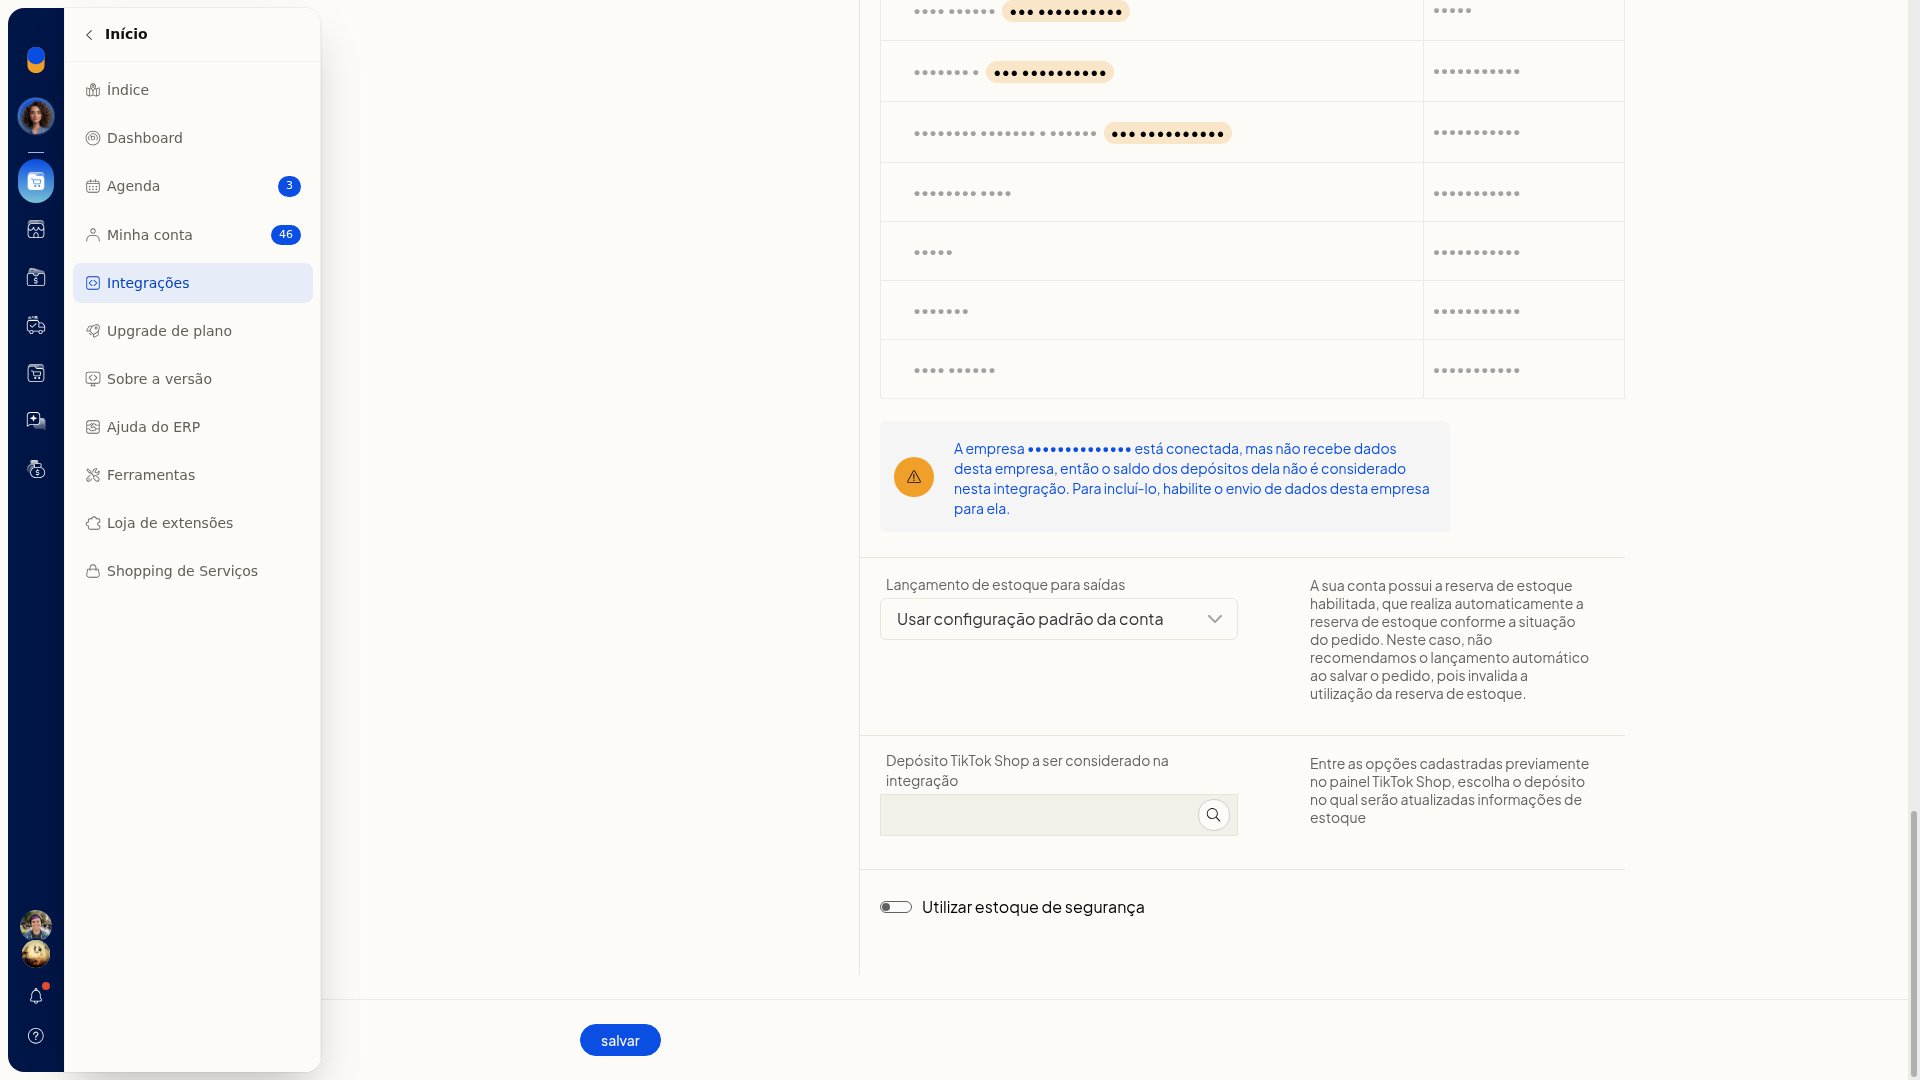 Início
Índice
Dashboard
Agenda
3
Minha conta
46
Integrações
Upgrade de plano
Sobre a versão
Ajuda do ERP
Ferramentas
Loja de extensões
Shopping de Serviços
A empresa •••••••••••••• está conectada, mas não recebe dados
desta empresa, então o saldo dos depósitos dela não é considerado
nesta integração. Para incluí-lo, habilite o envio de dados desta empresa
para ela.
Lançamento de estoque para saídas
Usar configuração padrão da conta
A sua conta possui a reserva de estoque
habilitada, que realiza automaticamente a
reserva de estoque conforme a situação
do pedido. Neste caso, não
recomendamos o lançamento automático
ao salvar o pedido, pois invalida a
utilização da reserva de estoque.
Depósito TikTok Shop a ser considerado na
integração
Entre as opções cadastradas previamente
no painel TikTok Shop, escolha o depósito
no qual serão atualizadas informações de
estoque
Utilizar estoque de segurança
salvar